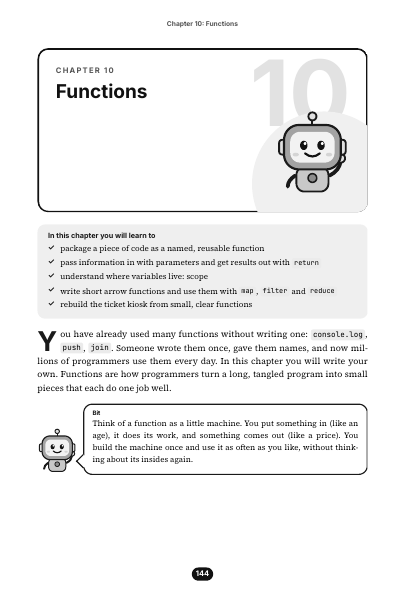 Chapter 10: Functions
CHAPTER 10
10
Functions
In this chapter you will learn to
✓ package a piece of code as a named, reusable function
✓ pass information in with parameters and get results out with return
✓ understand where variables live: scope
✓ write short arrow functions and use them with map, filter and reduce
✓ rebuild the ticket kiosk from small, clear functions
You have already used many functions without writing one: console.log,
push, join. Someone wrote them once, gave them names, and now mil-
lions of programmers use them every day. In this chapter you will write your
own. Functions are how programmers turn a long, tangled program into small
pieces that each do one job well.
Bit
Think of a function as a little machine. You put something in (like an
age), it does its work, and something comes out (like a price). You
build the machine once and use it as often as you like, without think-
ing about its insides again.
144